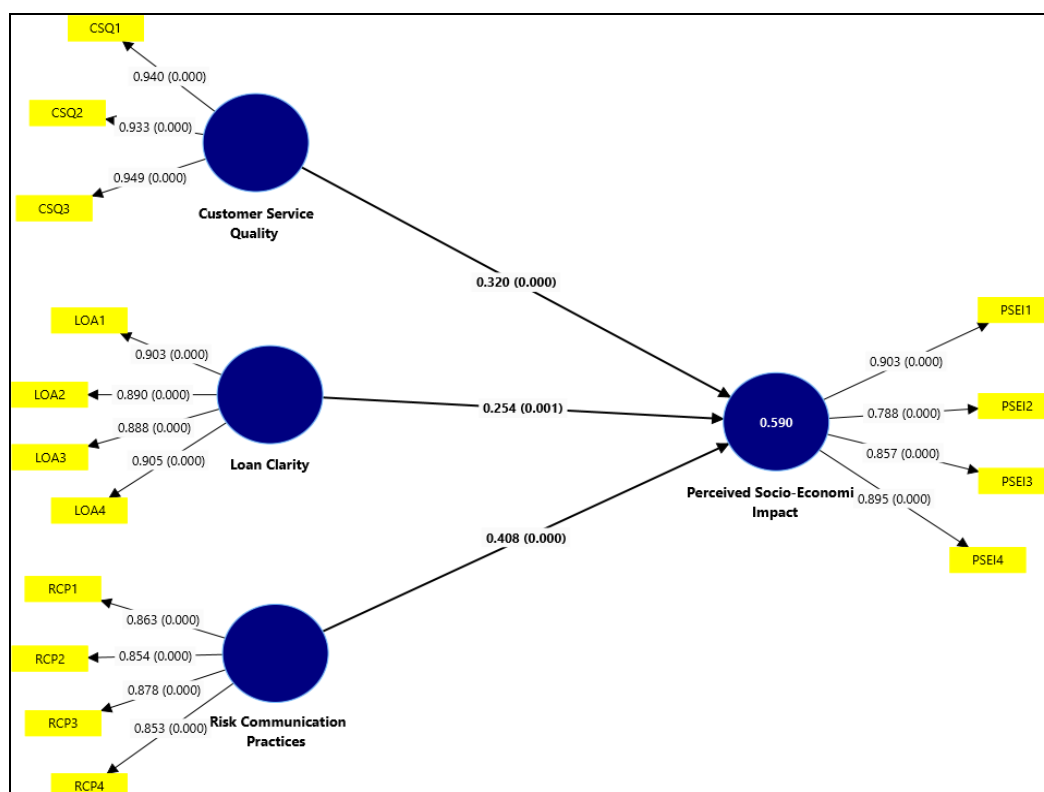 CSQ1
0.940 (0.000)
CSQ2
0.933 (0.000)
0.949 (0.000)
CSQ3
Customer Service
Quality
0.320 (0.000)
LOA1
0.903 (0.000)
LOA2
0.890 (0.000)
0.888 (0.000)
LOA3
0.905 (0.000)
LOA4
Loan Clarity
0.254 (0.001)
RCP1
0.863 (0.000)
RCP2
0.854 (0.000)
0.878 (0.000)
RCP3
0.853 (0.000)
RCP4
Risk Communication
Practices
0.408 (0.000)
0.590
Perceived Socio-Economi
Impact
PSEI1
0.903 (0.000)
0.788 (0.000)
PSEI2
0.857 (0.000)
PSEI3
0.895 (0.000)
PSEI4